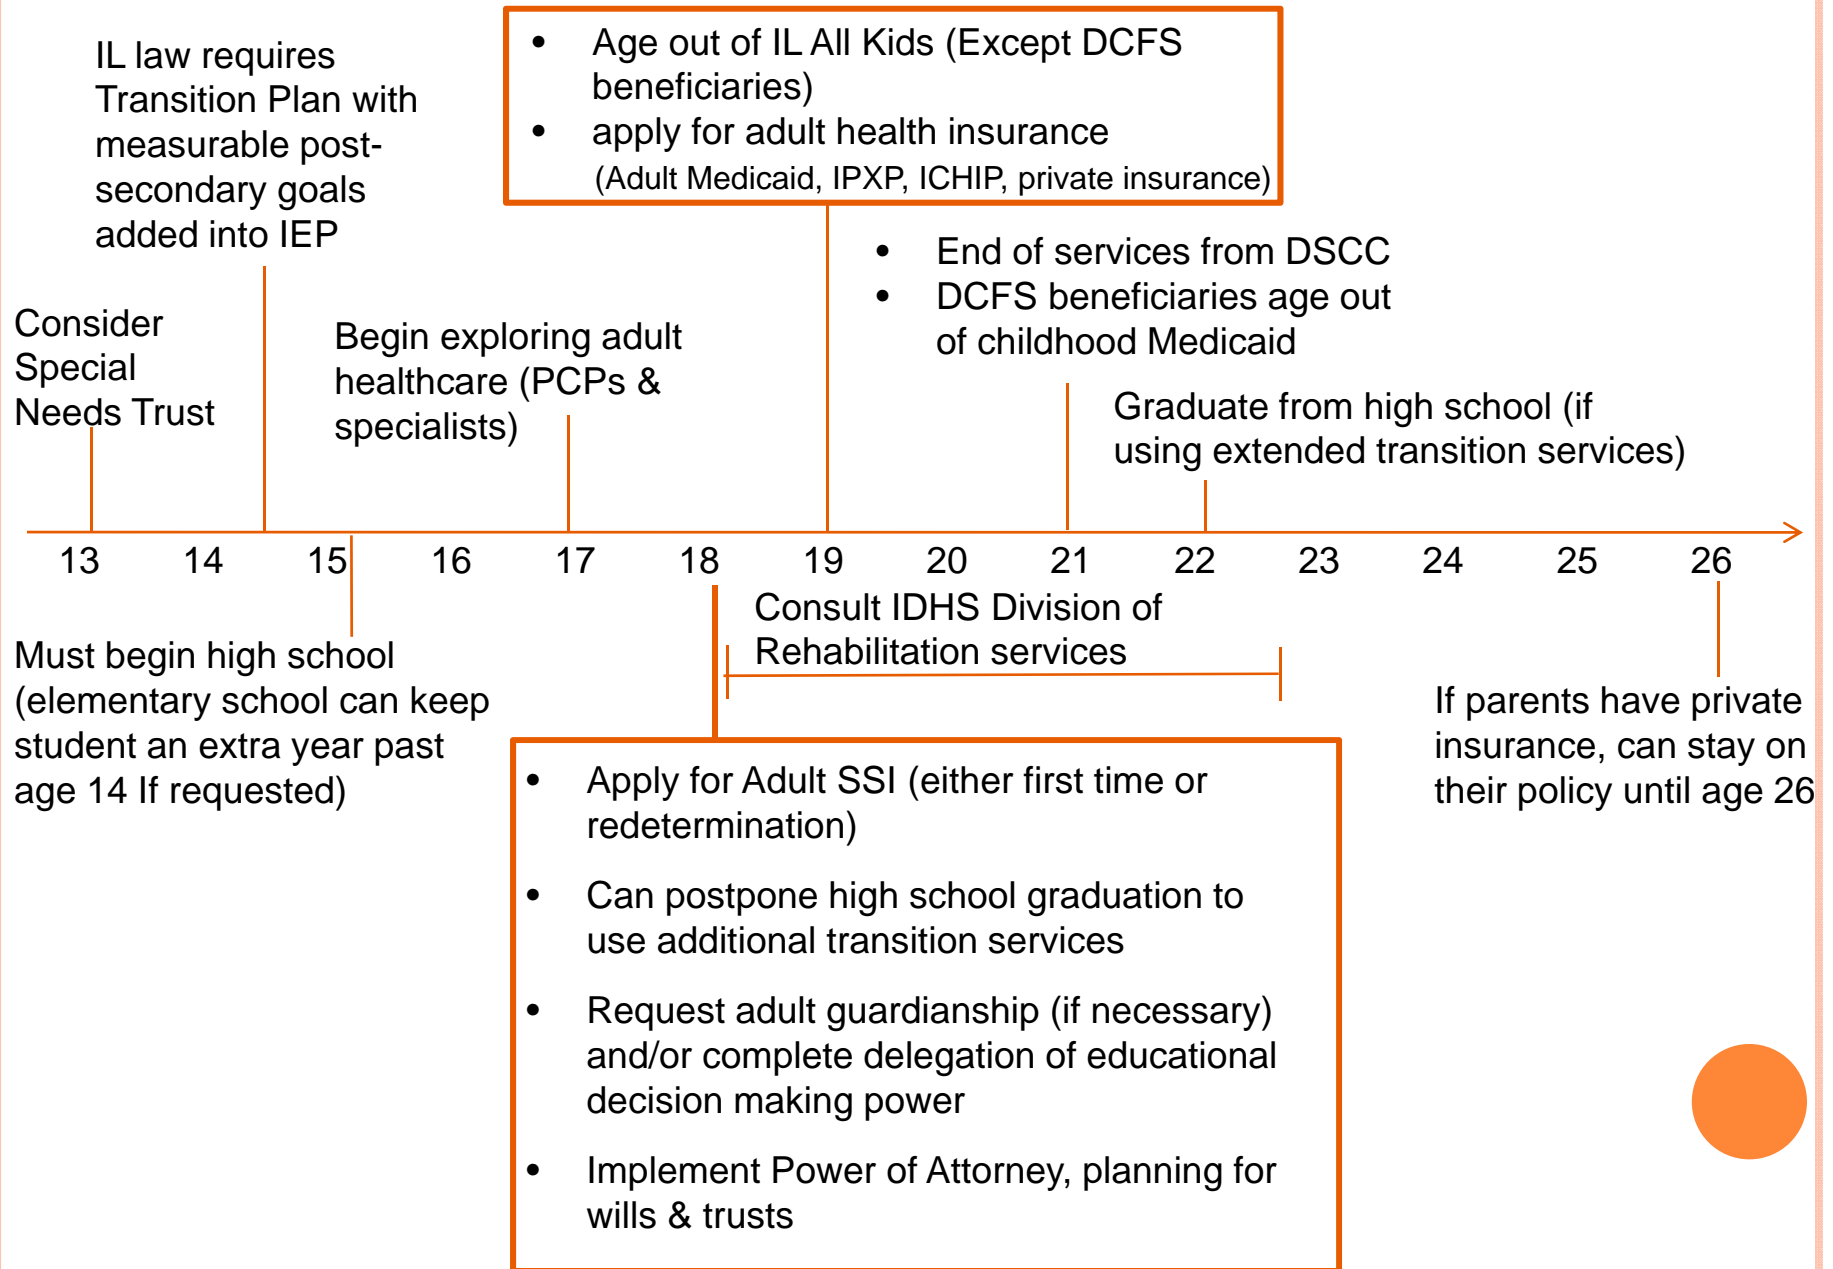 IL law requires
Transition Plan with
measurable post-
secondary goals
added into IEP
• Age out of IL All Kids (Except DCFS
beneficiaries)
• apply for adult health insurance
(Adult Medicaid, IPXP, ICHIP, private insurance)
Consider
Special
Needs Trust
Begin exploring adult
healthcare (PCPs &
specialists)
• End of services from DSCC
• DCFS beneficiaries age out
of childhood Medicaid
Graduate from high school (if
using extended transition services)
13 14 15 16 17 18 19 20 21 22 23 24 25 26
Must begin high school
(elementary school can keep
student an extra year past
age 14 If requested)
Consult IDHS Division of
Rehabilitation services
If parents have private
insurance, can stay on
their policy until age 26
• Apply for Adult SSI (either first time or
redetermination)
• Can postpone high school graduation to
use additional transition services
• Request adult guardianship (if necessary)
and/or complete delegation of educational
decision making power
• Implement Power of Attorney, planning for
wills & trusts